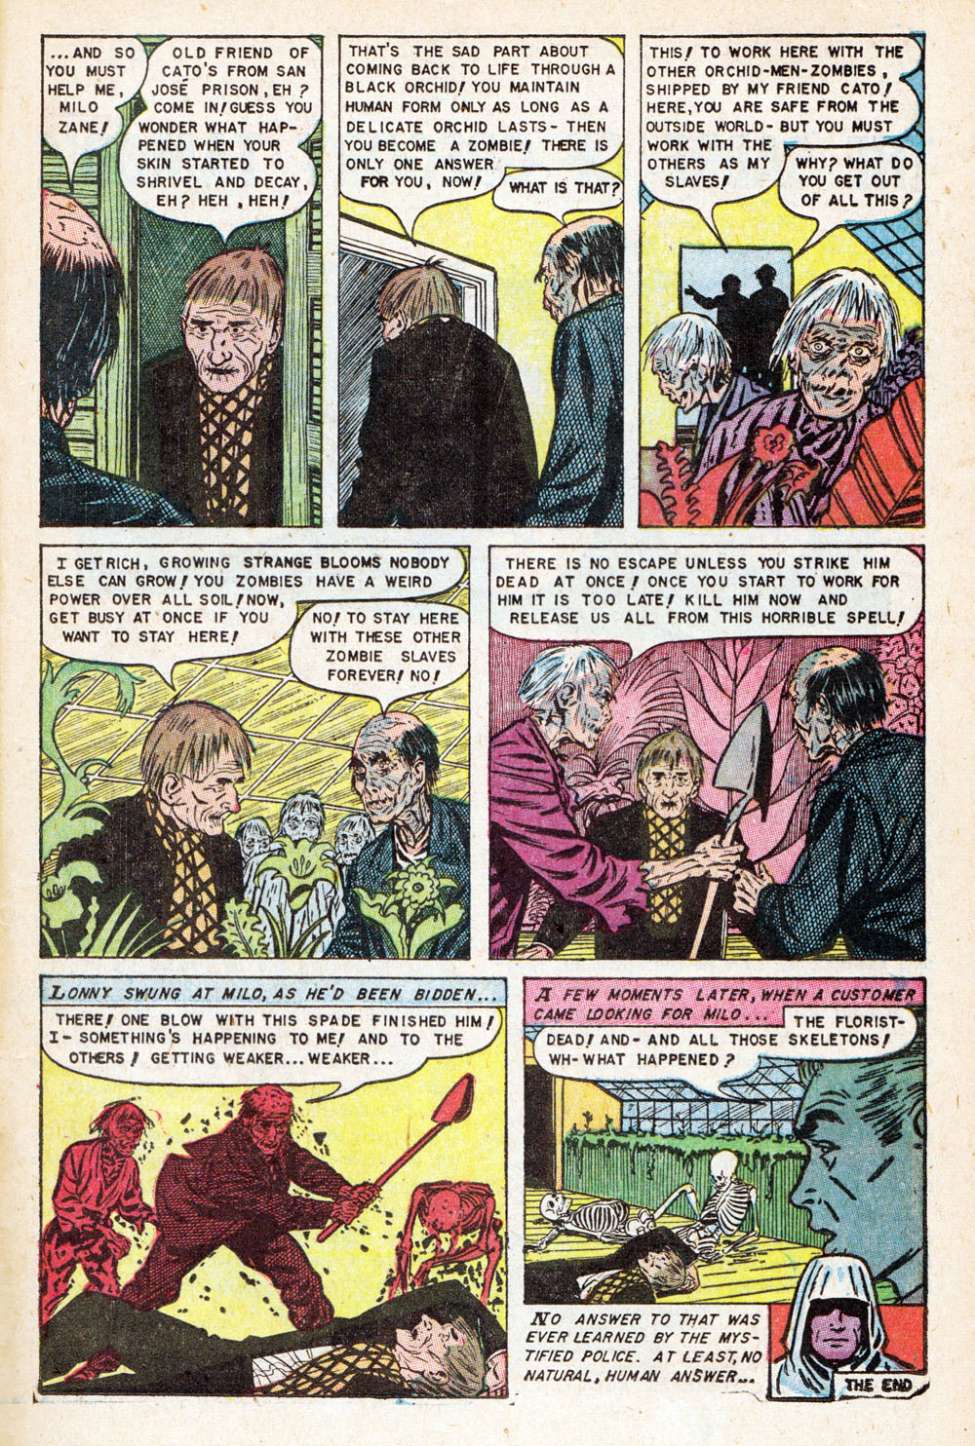 ...AND SO
YOU MUST
HELP ME,
MILO
ZANE!
OLD FRIEND OF
CATO'S FROM SAN
JOSÉ PRISON, EH?
COME IN! GUESS YOU
WONDER WHAT HAP-
PENED WHEN YOUR
SKIN STARTED TO
SHRIVEL AND DECAY,
EH? HEH, HEH!
THAT'S THE SAD PART ABOUT
COMING BACK TO LIFE THROUGH A
BLACK ORCHID! YOU MAINTAIN
HUMAN FORM ONLY AS LONG AS A
DELICATE ORCHID LASTS- THEN
YOU BECOME A ZOMBIE! THERE IS
ONLY ONE ANSWER
FOR YOU, NOW!
WHAT IS THAT?
THIS! TO WORK HERE WITH THE
OTHER ORCHID-MEN-ZOMBIES,
SHIPPED BY MY FRIEND CATO!
HERE, YOU ARE SAFE FROM THE
OUTSIDE WORLD- BUT YOU MUST
WORK WITH THE
OTHERS AS MY
SLAVES!
WHY? WHAT DO
YOU GET OUT
OF ALL THIS?
I GET RICH, GROWING STRANGE BLOOMS NOBODY
ELSE CAN GROW! YOU ZOMBIES HAVE A WEIRD
POWER OVER ALL SOIL! NOW,
GET BUSY AT ONCE IF YOU
WANT TO STAY HERE!
NO! TO STAY HERE
WITH THESE OTHER
ZOMBIE SLAVES
FOREVER! NO!
THERE IS NO ESCAPE UNLESS YOU STRIKE HIM
DEAD AT ONCE! ONCE YOU START TO WORK FOR
HIM IT IS TOO LATE! KILL HIM NOW AND
RELEASE US ALL FROM THIS HORRIBLE SPELL!
LONNY SWUNG AT MILO, AS HE'D BEEN BIDDEN...
THERE! ONE BLOW WITH THIS SPADE FINISHED HIM!
I- SOMETHING'S HAPPENING TO ME! AND TO THE
OTHERS! GETTING WEAKER...WEAKER...
A FEW MOMENTS LATER, WHEN A CUSTOMER
CAME LOOKING FOR MILO...
THE FLORIST-
DEAD! AND- AND ALL THOSE SKELETONS!
WH-WHAT HAPPENED?
NO ANSWER TO THAT WAS
EVER LEARNED BY THE MYS-
TIFIED POLICE. AT LEAST, NO
NATURAL, HUMAN ANSWER...
THE END